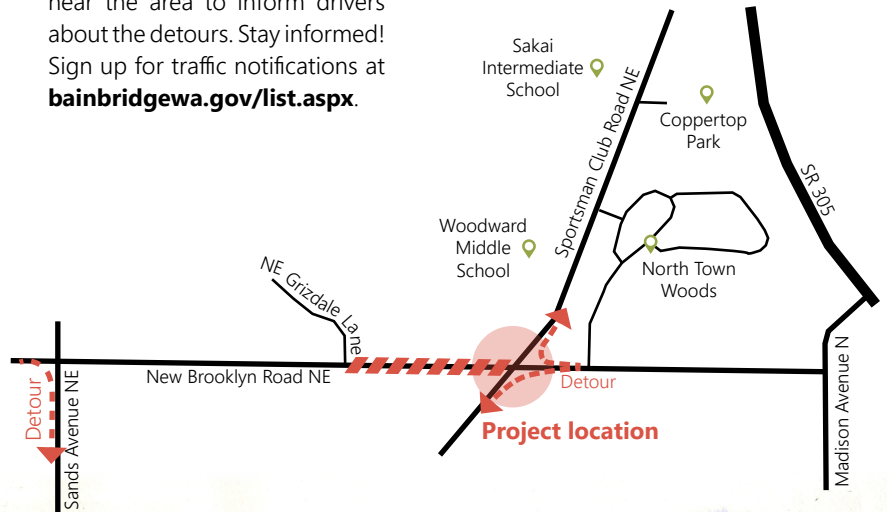 near the area to inform drivers
about the detours. Stay informed!
Sign up for traffic notifications at
bainbridgewa.gov/list.aspx.
Sakai
Intermediate
School
Sportsman Club Road NE
Coppertop
Park
SR 305
Woodward
Middle
School
North Town
Woods
NE Grizdale Lane
New Brooklyn Road NE
Detour
Project location
Detour
Sands Avenue NE
Madison Avenue N